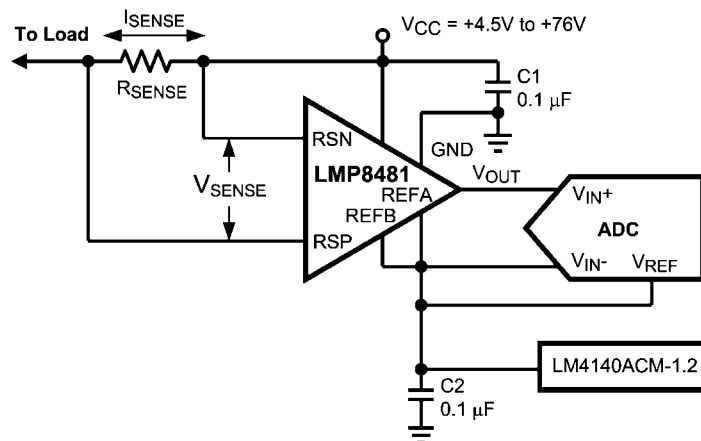 ISENSE
To Load
VCC = +4.5V to +76V
RSENSE
C1
0.1 µF
RSN
GND
LMP8481
VOUT
VSENSE
REFA
VIN+
REFB
ADC
RSP
VIN-
VREF
LM4140ACM-1.2
C2
0.1 µF